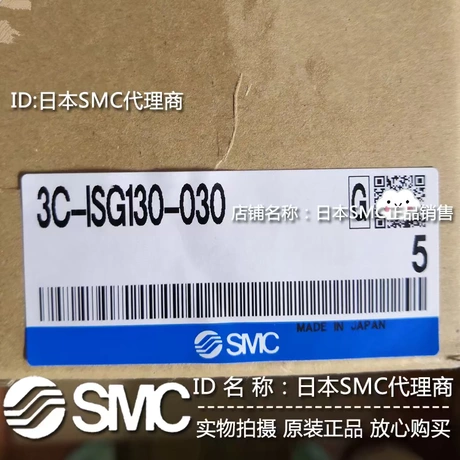 ID:日本SMC代理商
3C-ISG130-030
G
店铺名称：日本SMC正品销售
5
MADE IN JAPAN
SMC
SMC
ID 名 称：日本SMC代理商
实物拍摄 原装正品 放心购买